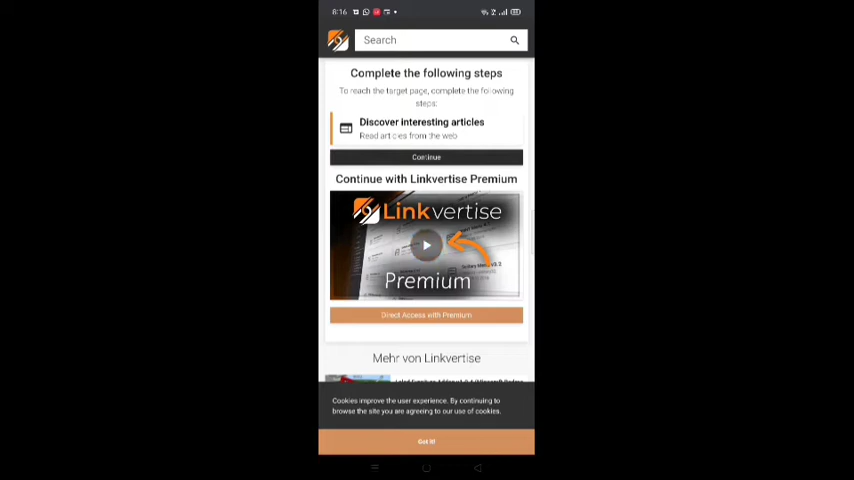 8:16
Search
Complete the following steps
To reach the target page, complete the following
steps:
Discover interesting articles
Read articles from the web
Continue
Continue with Linkvertise Premium
Linkvertise
Premium
Direct Access with Premium
Mehr von Linkvertise
Cookies improve the user experience. By continuing to
browse the site you are agreeing to our use of cookies.
Got it!